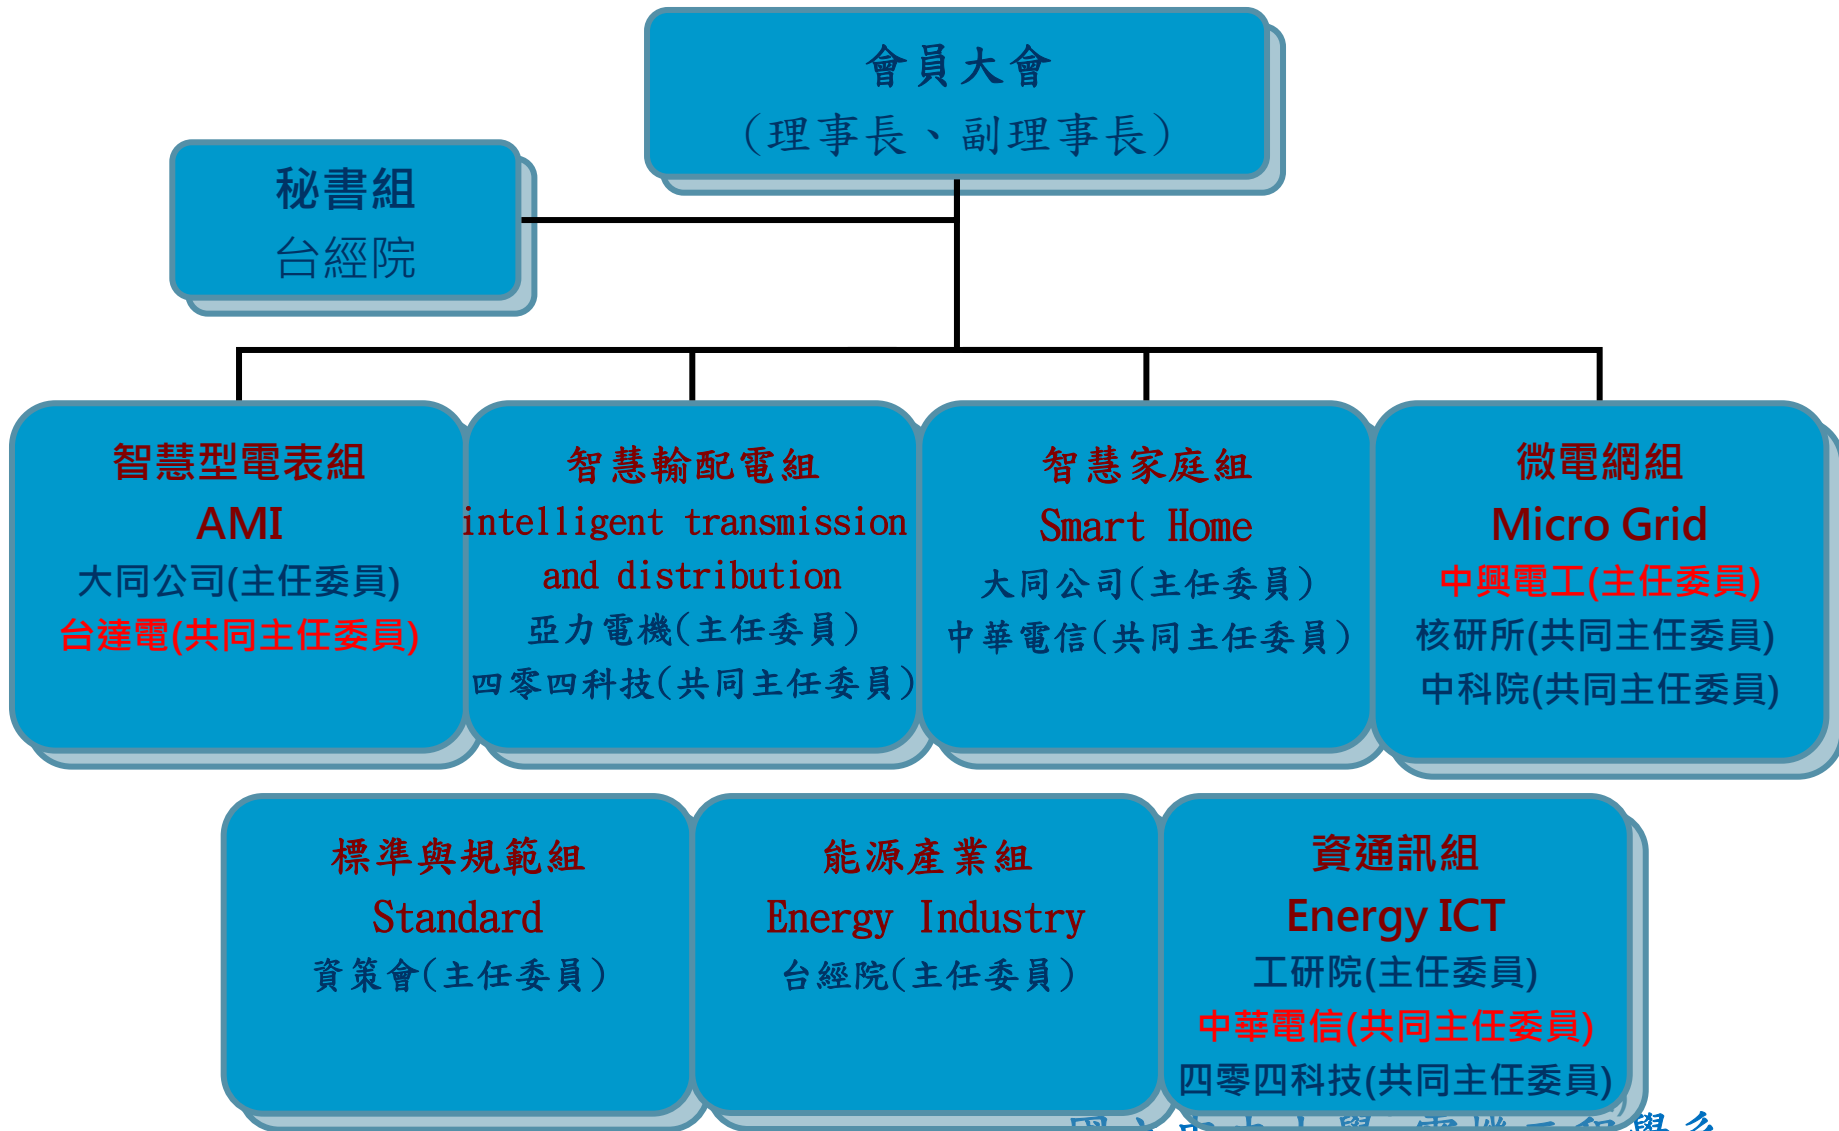 會員大會
(理事長、副理事長)
秘書組
台經院
智慧型電表組
AMI
大同公司(主任委員)
台達電(共同主任委員)
智慧輸配電組
intelligent transmission
and distribution
亞力電機(主任委員)
四零四科技(共同主任委員)
智慧家庭組
Smart Home
大同公司(主任委員)
中華電信(共同主任委員)
微電網組
Micro Grid
中興電工(主任委員)
核研所(共同主任委員)
中科院(共同主任委員)
標準與規範組
Standard
資策會(主任委員)
能源產業組
Energy Industry
台經院(主任委員)
資通訊組
Energy ICT
工研院(主任委員)
中華電信(共同主任委員)
四零四科技(共同主任委員)